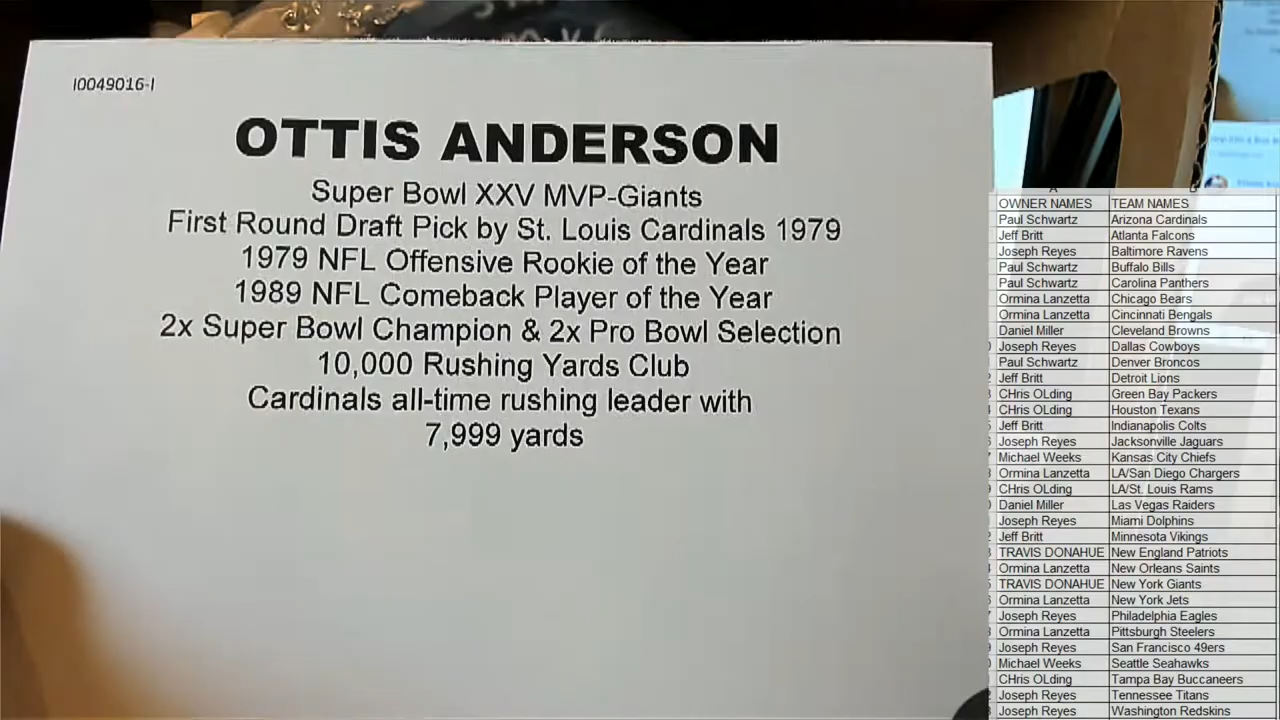 I0049016-I
OTTIS ANDERSON
Super Bowl XXV MVP-Giants
First Round Draft Pick by St. Louis Cardinals 1979
1979 NFL Offensive Rookie of the Year
1989 NFL Comeback Player of the Year
2x Super Bowl Champion & 2x Pro Bowl Selection
10,000 Rushing Yards Club
Cardinals all-time rushing leader with
7,999 yards
OWNER NAMES TEAM NAMES
Paul Schwartz Arizona Cardinals
Jeff Britt Atlanta Falcons
Joseph Reyes Baltimore Ravens
Paul Schwartz Buffalo Bills
Paul Schwartz Carolina Panthers
Ormina Lanzetta Chicago Bears
Ormina Lanzetta Cincinnati Bengals
Daniel Miller Cleveland Browns
Joseph Reyes Dallas Cowboys
Paul Schwartz Denver Broncos
Jeff Britt Detroit Lions
CHris OLding Green Bay Packers
CHris OLding Houston Texans
Jeff Britt Indianapolis Colts
Joseph Reyes Jacksonville Jaguars
Michael Weeks Kansas City Chiefs
Ormina Lanzetta LA/San Diego Chargers
CHris OLding LA/St. Louis Rams
Daniel Miller Las Vegas Raiders
Joseph Reyes Miami Dolphins
Jeff Britt Minnesota Vikings
TRAVIS DONAHUE New England Patriots
Ormina Lanzetta New Orleans Saints
TRAVIS DONAHUE New York Giants
Ormina Lanzetta New York Jets
Joseph Reyes Philadelphia Eagles
Ormina Lanzetta Pittsburgh Steelers
Joseph Reyes San Francisco 49ers
Michael Weeks Seattle Seahawks
CHris OLding Tampa Bay Buccaneers
Joseph Reyes Tennessee Titans
Joseph Reyes Washington Redskins